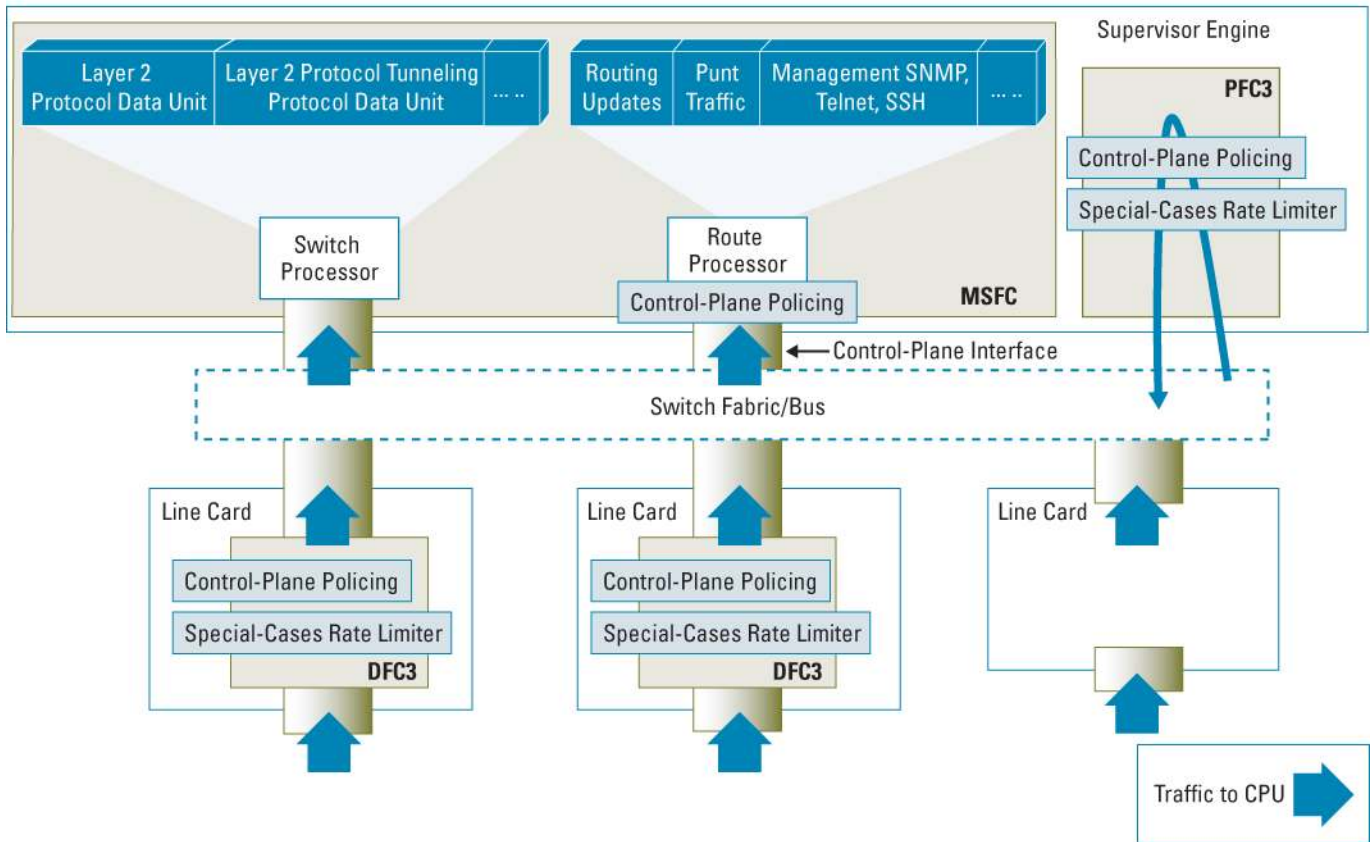 Supervisor Engine
Layer 2
Protocol Data Unit
Layer 2 Protocol Tunneling
Protocol Data Unit
... ..
Routing
Updates
Punt
Traffic
Management SNMP,
Telnet, SSH
... ..
PFC3
Control-Plane Policing
Special-Cases Rate Limiter
Switch
Processor
Route
Processor
Control-Plane Policing
MSFC
Control-Plane Interface
Switch Fabric/Bus
Line Card
Control-Plane Policing
Special-Cases Rate Limiter
DFC3
Line Card
Control-Plane Policing
Special-Cases Rate Limiter
DFC3
Line Card
Traffic to CPU